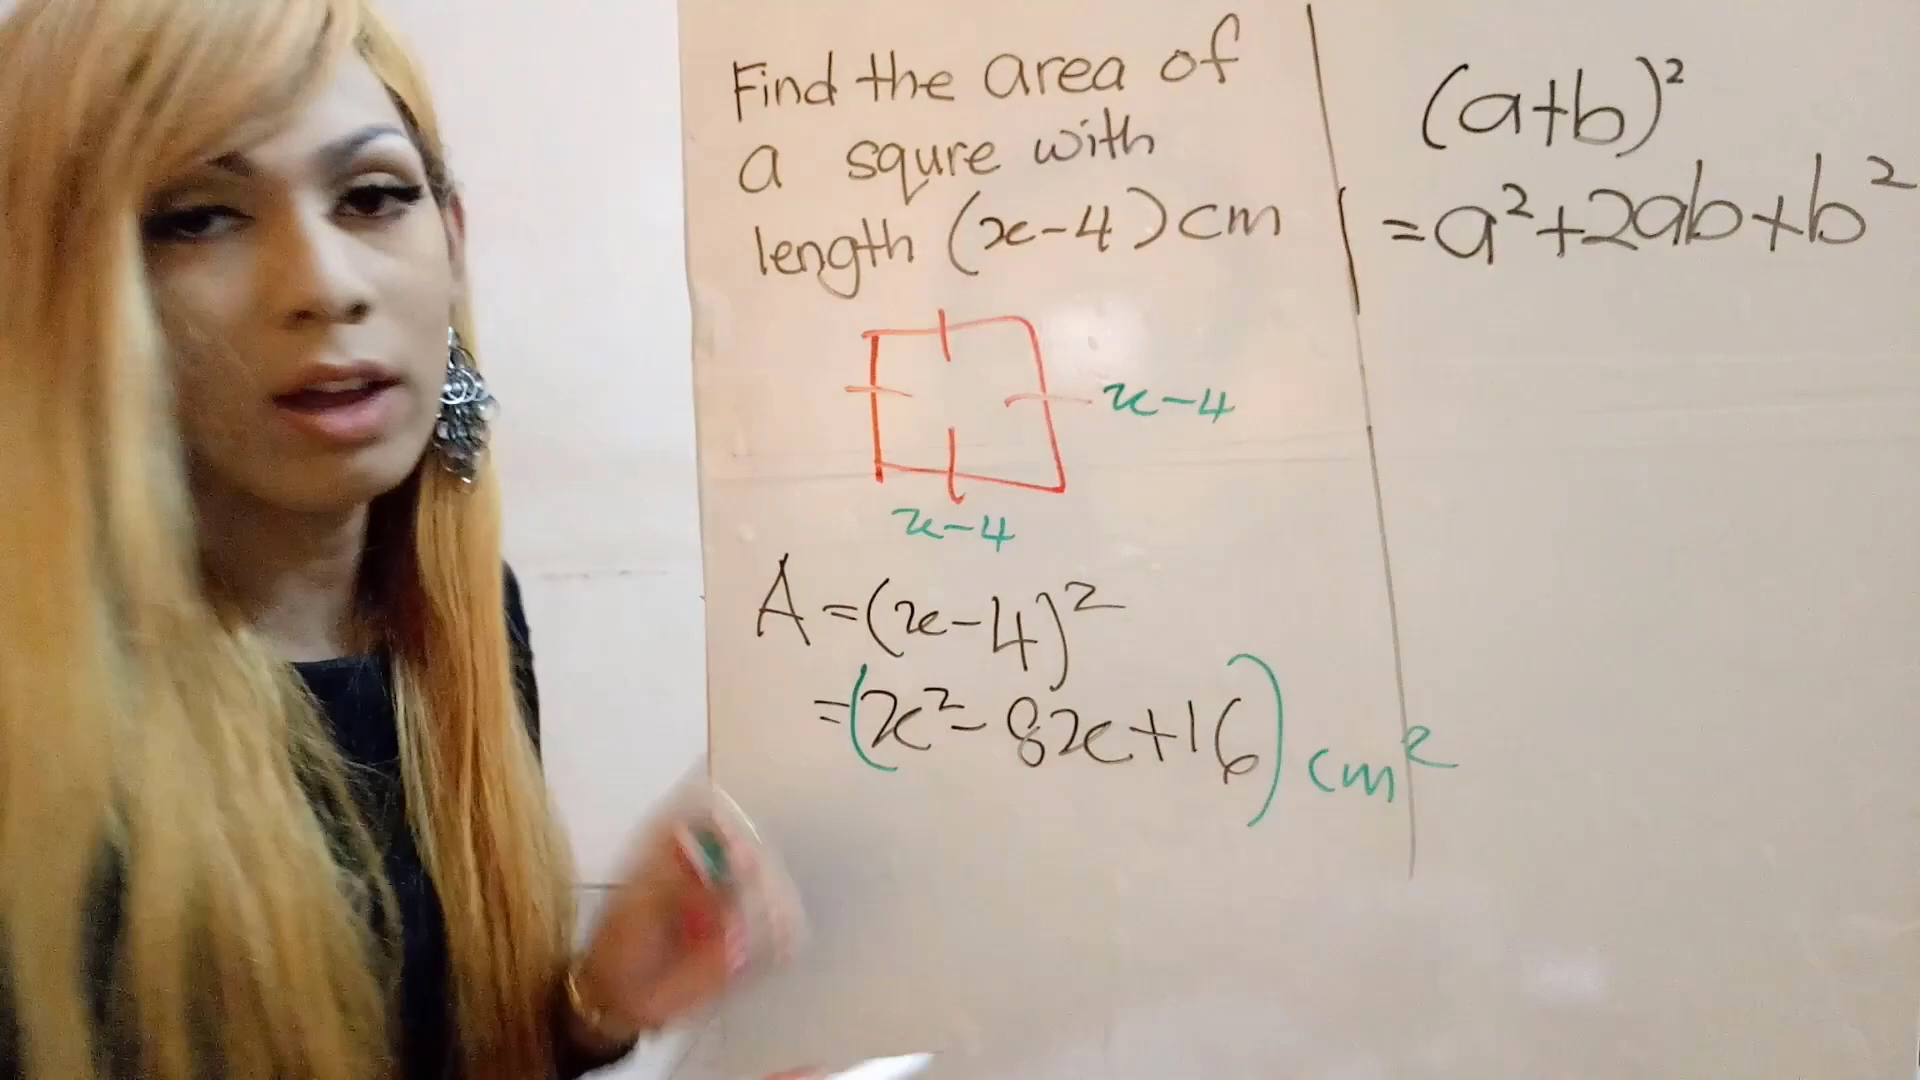 Find the area of
a squre with
length (x-4) cm
x-4
x-4
A = (x-4)²
= (x² - 8x + 16) cm²
(a+b)²
= a² + 2ab + b²